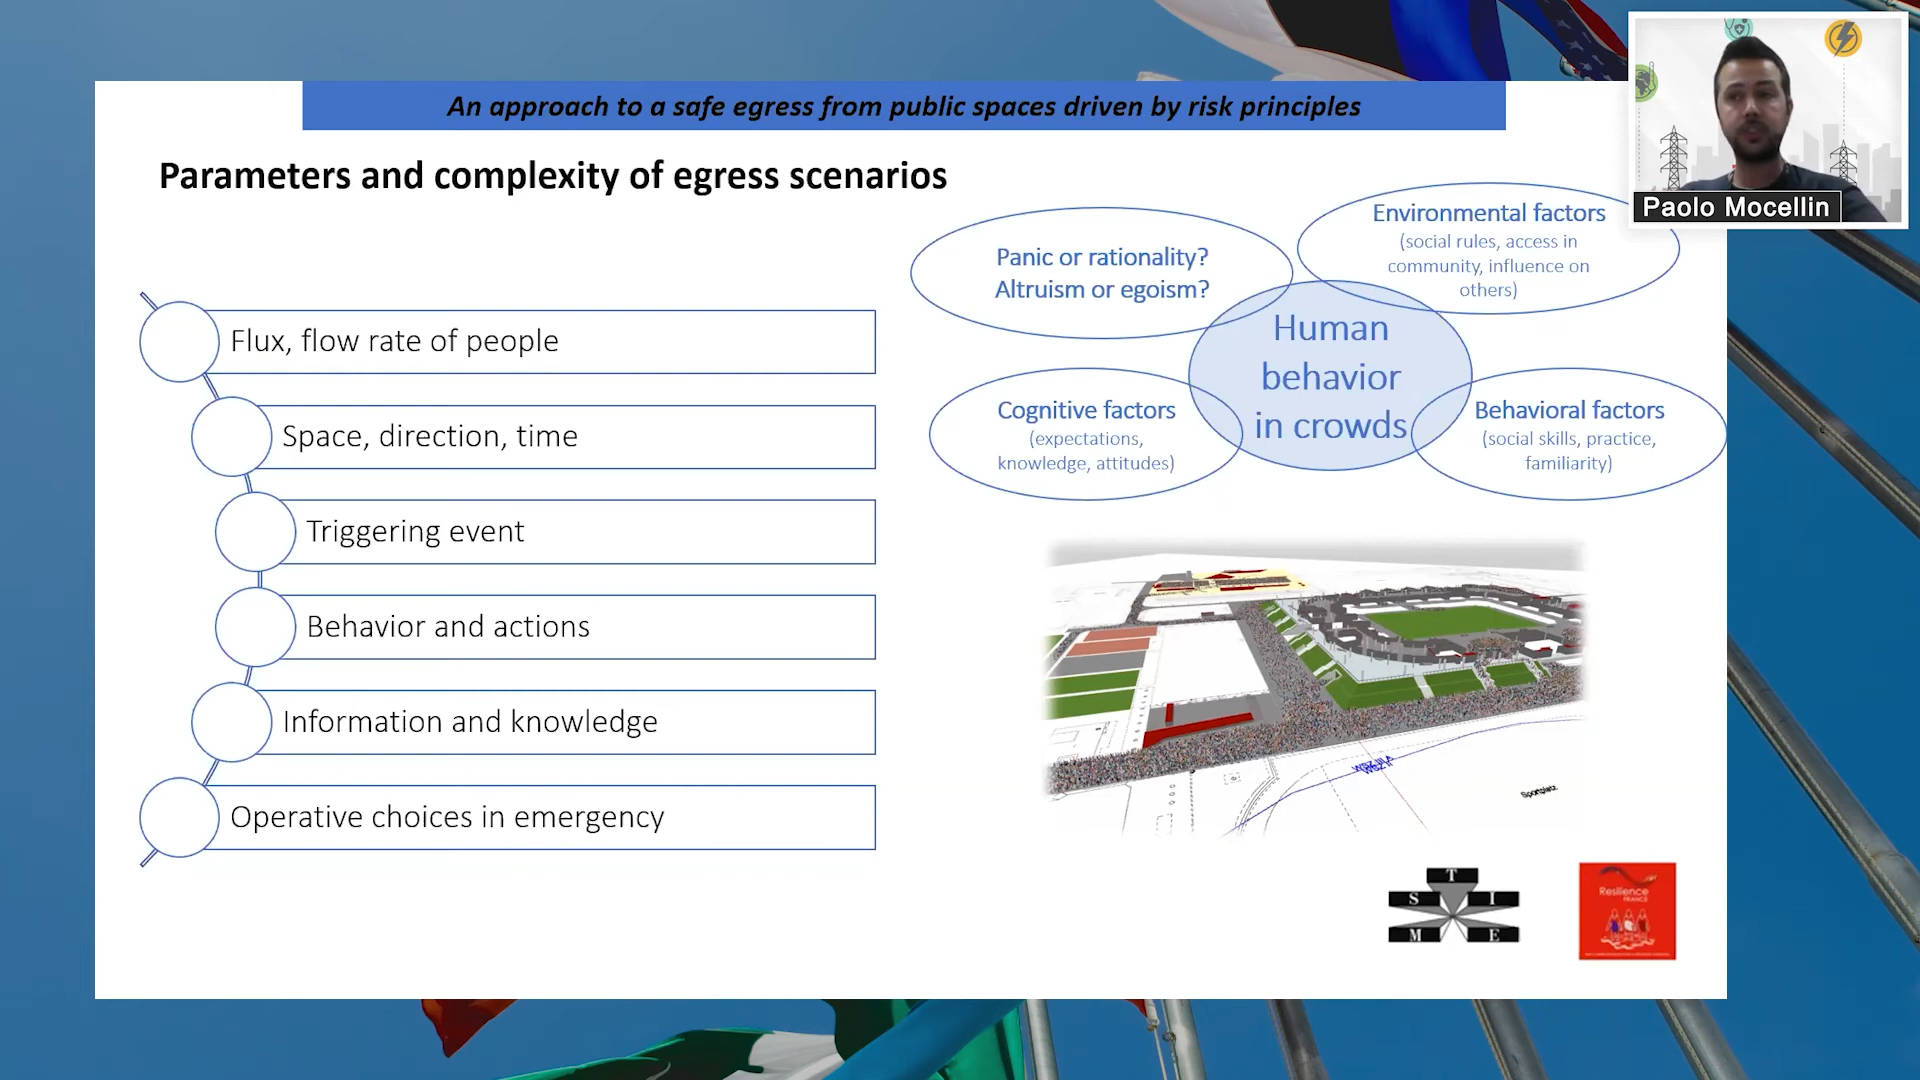 An approach to a safe egress from public spaces driven by risk principles
Paolo Mocellin
Parameters and complexity of egress scenarios
Flux, flow rate of people
Space, direction, time
Triggering event
Behavior and actions
Information and knowledge
Operative choices in emergency
Panic or rationality?
Altruism or egoism?
Environmental factors
(social rules, access in
community, influence on
others)
Human
behavior
in crowds
Cognitive factors
(expectations,
knowledge, attitudes)
Behavioral factors
(social skills, practice,
familiarity)
Sportplatz
T
S I
M E
Resilience
FRANCE